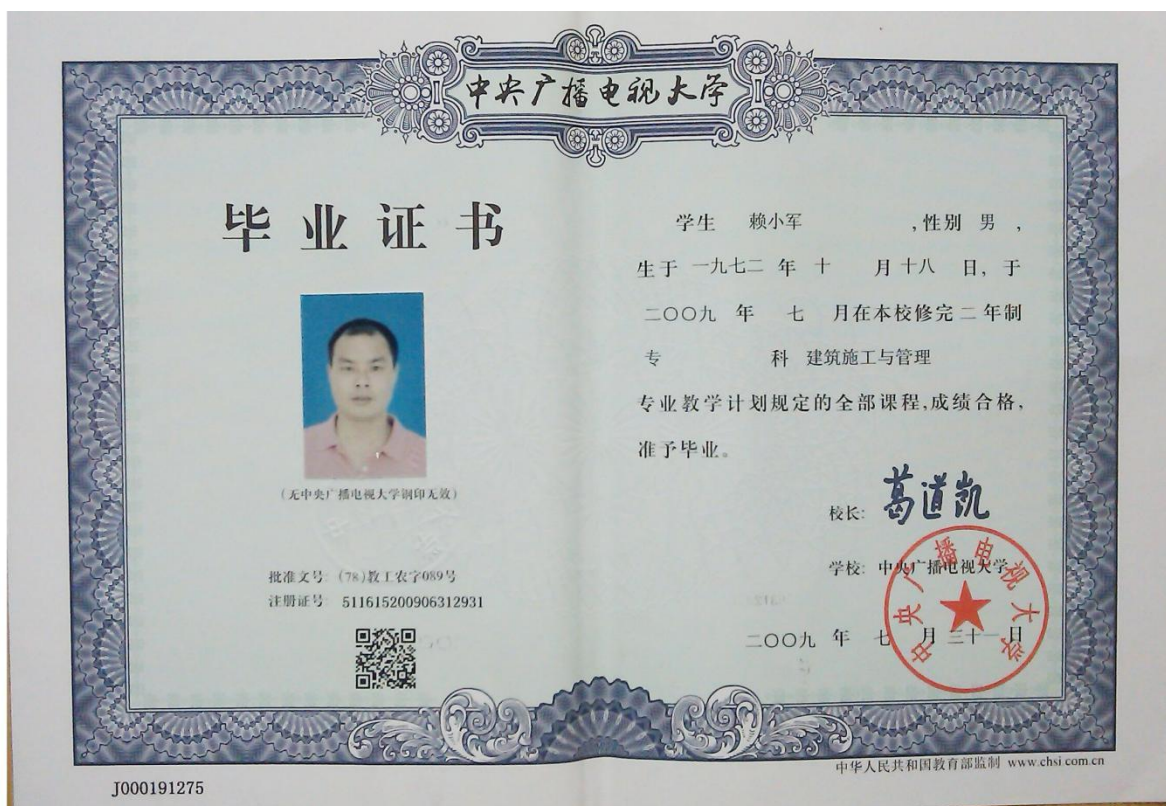 中央广播电视大学
毕业证书
(无中央广播电视大学钢印无效)
批准文号: (78)教工农字089号
注册证号: 511615200906312931
学生 赖小军 ,性别 男 ,
生于 一九七二 年 十 月十八 日, 于
二〇〇九 年 七 月在本校修完 二 年制
专 科 建筑施工与管理
专业教学计划规定的全部课程,成绩合格,
准予毕业。
校长: 葛道凯
学校: 中央广播电视大学
中央广播电视大学
二〇〇九 年 七 月 三十一 日
中华人民共和国教育部监制 www.chsi.com.cn
J000191275